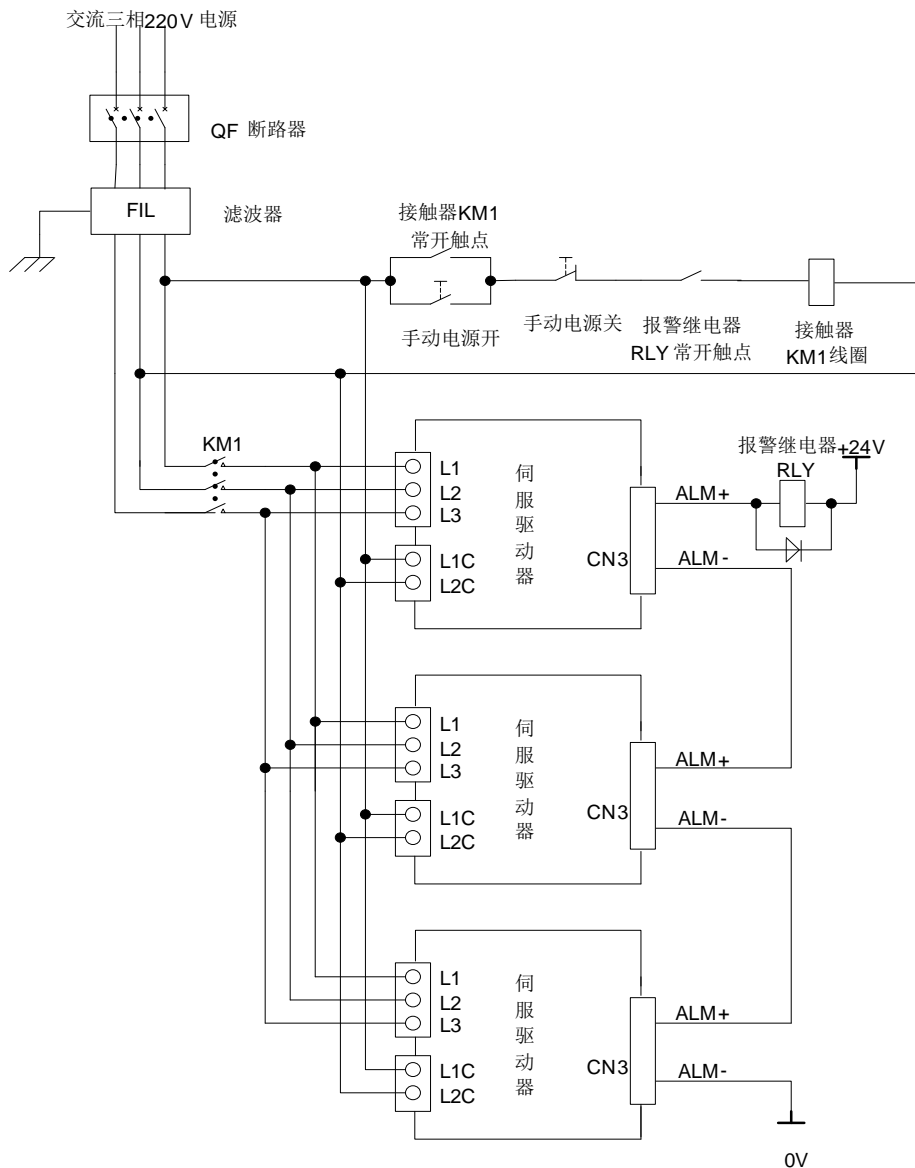 交流三相220V 电源
QF 断路器
FIL
滤波器
接触器KM1
常开触点
手动电源开
手动电源关
报警继电器
RLY 常开触点
接触器
KM1线圈
KM1
L1
L2
L3
L1C
L2C
伺服驱动器
CN3
ALM+
ALM-
报警继电器
RLY
+24V
L1
L2
L3
L1C
L2C
伺服驱动器
CN3
ALM+
ALM-
L1
L2
L3
L1C
L2C
伺服驱动器
CN3
ALM+
ALM-
0V